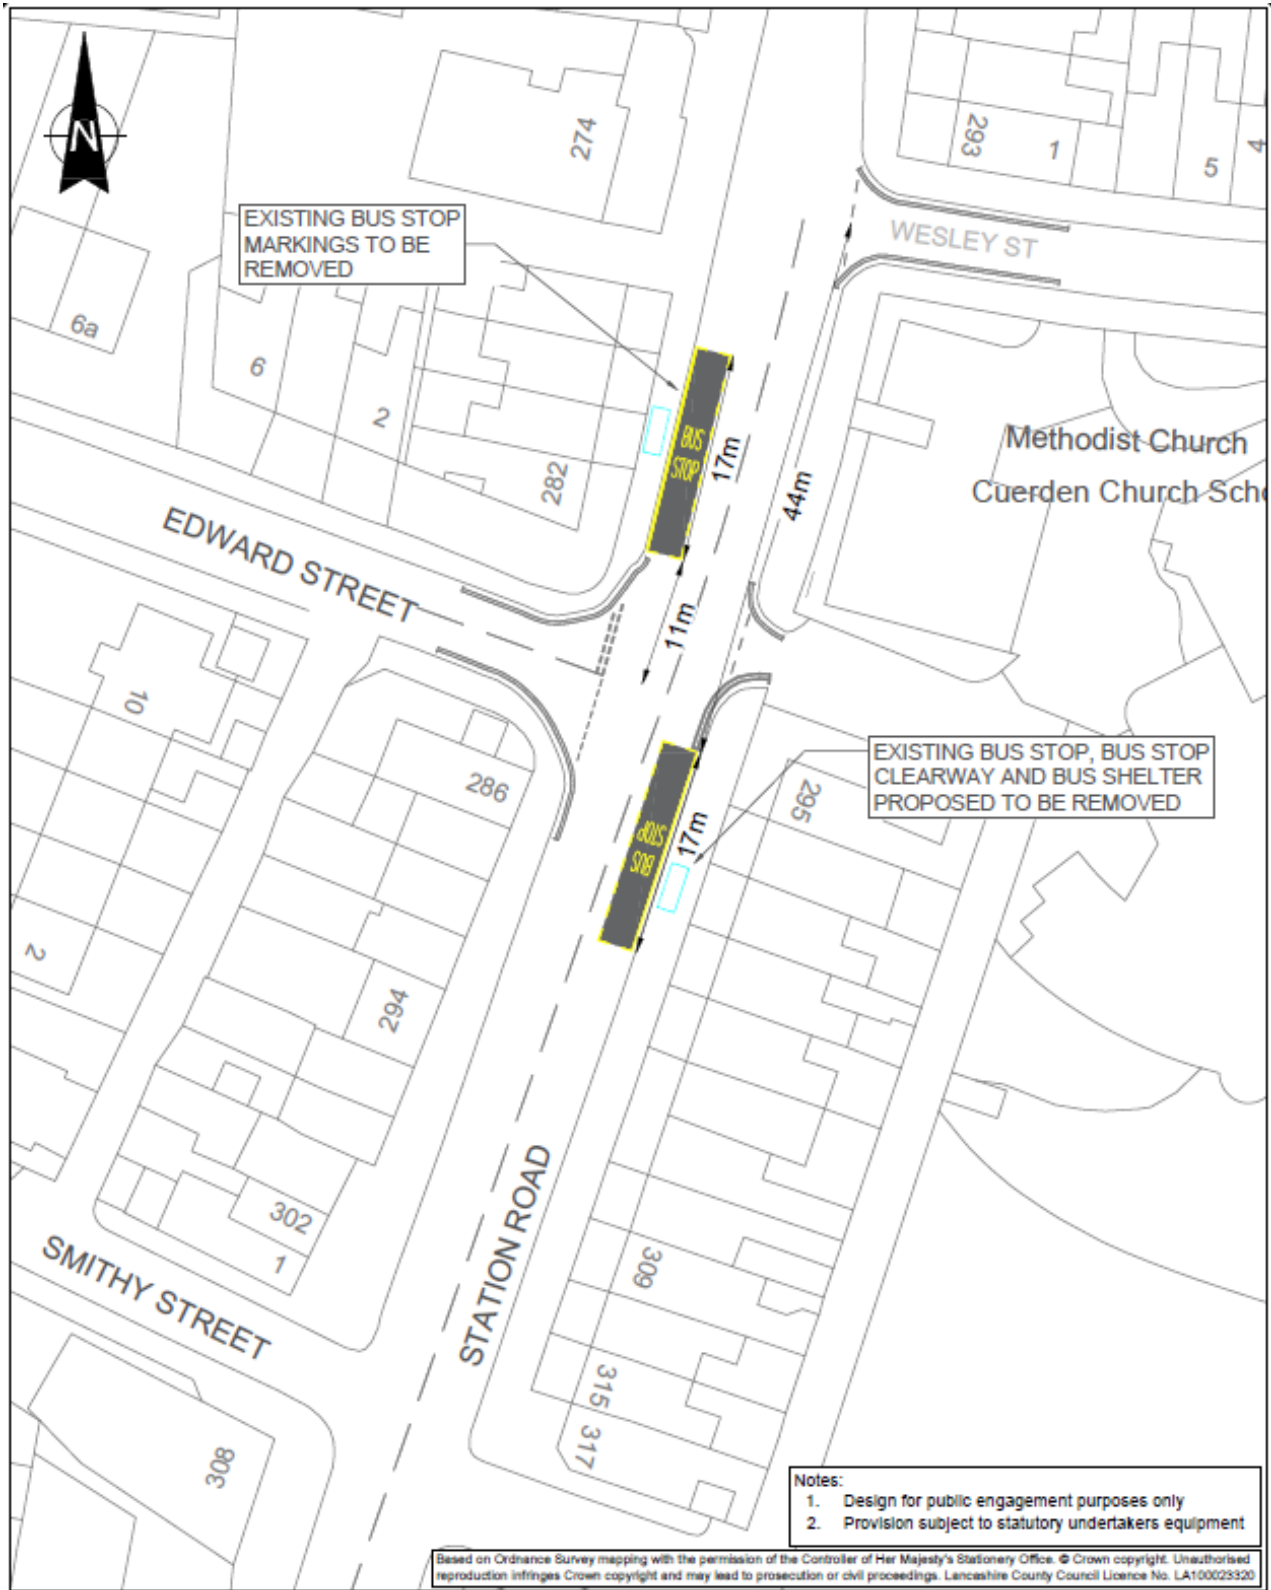 N
274
293
1
5
4
WESLEY ST
EXISTING BUS STOP
MARKINGS TO BE
REMOVED
6a
6
2
282
BUS
STOP
17m
44m
Methodist Church
Cuerden Church Scho
EDWARD STREET
11m
10
286
EXISTING BUS STOP, BUS STOP
CLEARWAY AND BUS SHELTER
PROPOSED TO BE REMOVED
295
BUS
STOP
17m
2
294
302
1
SMITHY STREET
STATION ROAD
309
315
317
308
Notes:
1. Design for public engagement purposes only
2. Provision subject to statutory undertakers equipment
Based on Ordnance Survey mapping with the permission of the Controller of Her Majesty's Stationery Office. © Crown copyright. Unauthorised
reproduction infringes Crown copyright and may lead to prosecution or civil proceedings. Lancashire County Council Licence No. LA100023320